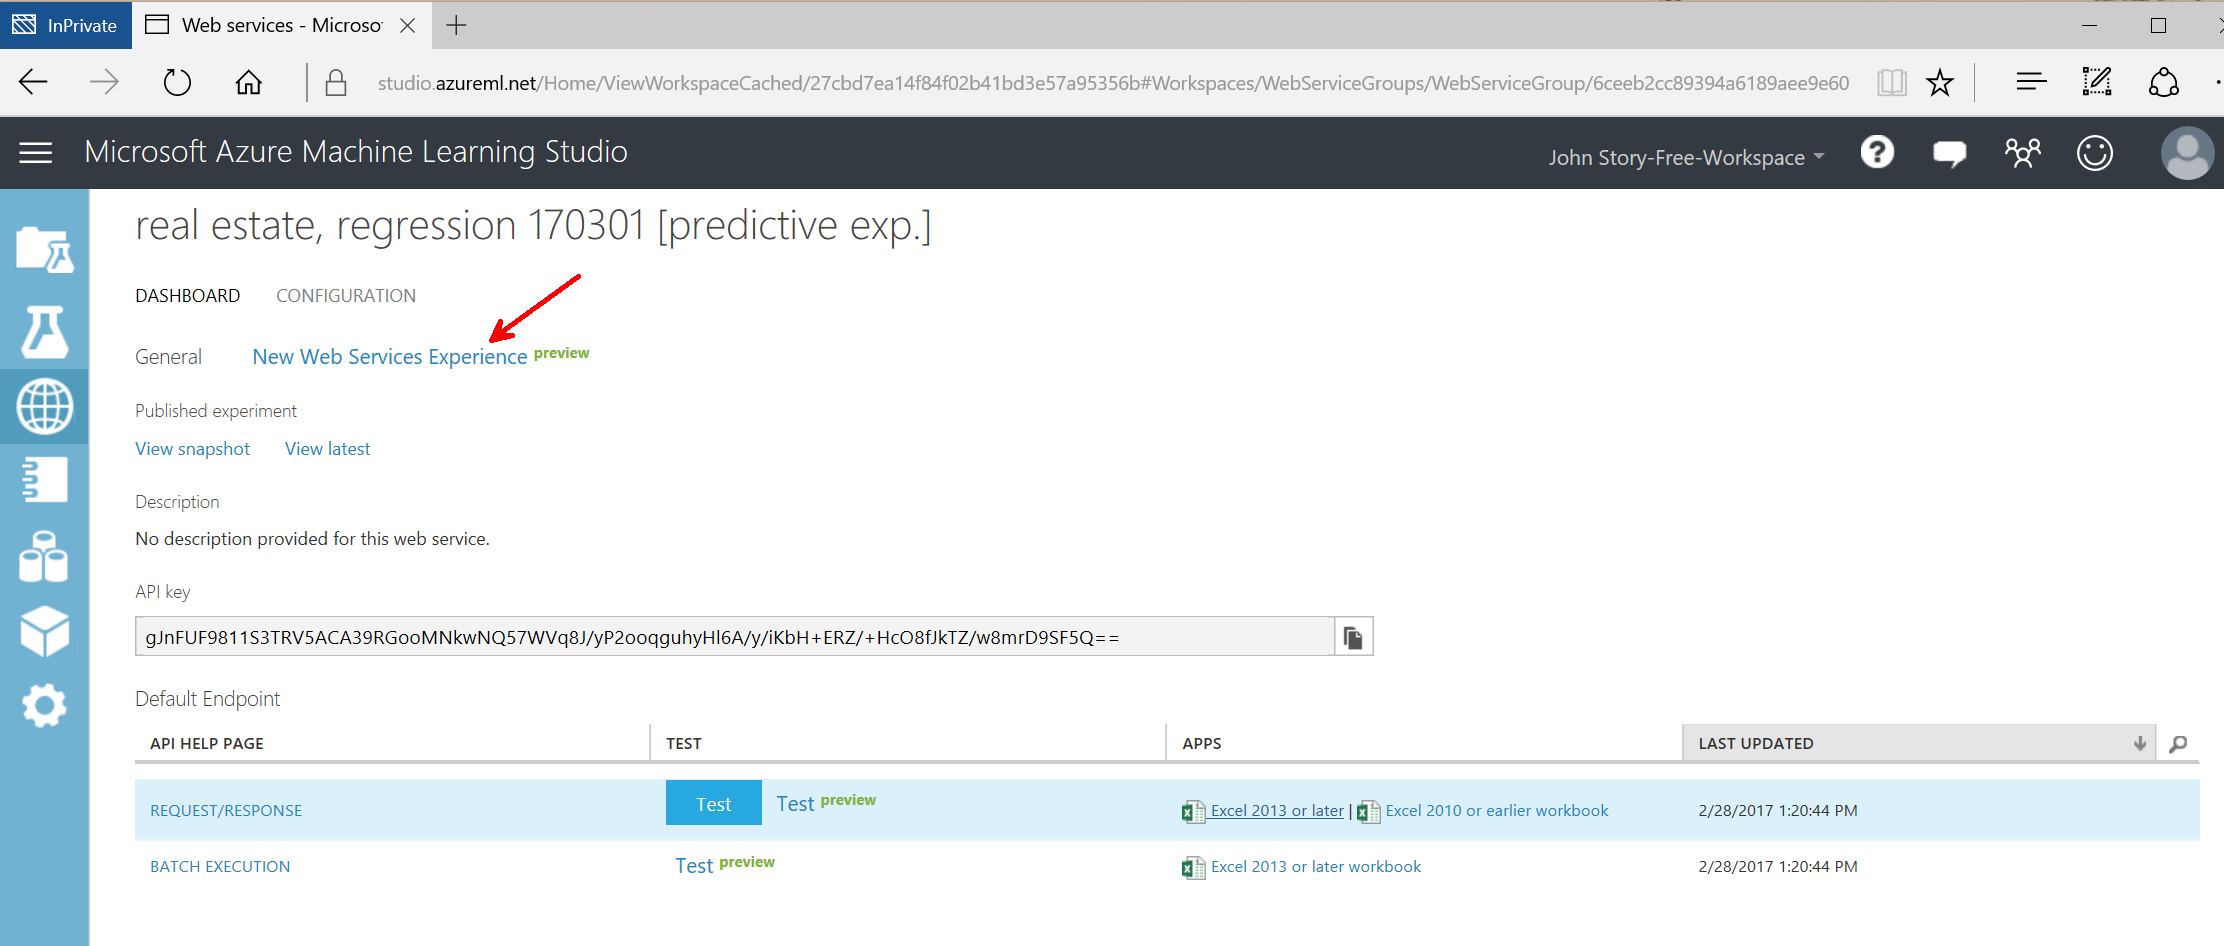 InPrivate
Web services - Microso
studio.azureml.net/Home/ViewWorkspaceCached/27cbd7ea14f84f02b41bd3e57a95356b#Workspaces/WebServiceGroups/WebServiceGroup/6ceeb2cc89394a6189aee9e60
Microsoft Azure Machine Learning Studio
John Story-Free-Workspace
real estate, regression 170301 [predictive exp.]
DASHBOARD CONFIGURATION
General New Web Services Experience preview
Published experiment
View snapshot View latest
Description
No description provided for this web service.
API key
gJnFUF9811S3TRV5ACA39RGooMNkwNQ57WVq8J/yP2ooqguhyHl6A/y/iKbH+ERZ/+HcO8fJkTZ/w8mrD9SF5Q==
Default Endpoint
API HELP PAGE TEST APPS LAST UPDATED
REQUEST/RESPONSE Test Test preview Excel 2013 or later | Excel 2010 or earlier workbook 2/28/2017 1:20:44 PM
BATCH EXECUTION Test preview Excel 2013 or later workbook 2/28/2017 1:20:44 PM